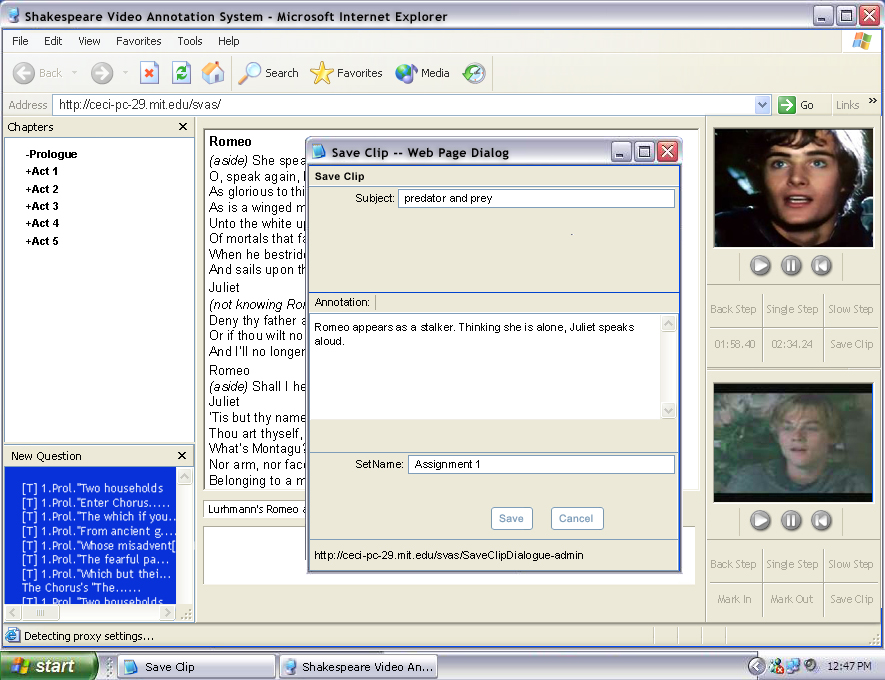 Shakespeare Video Annotation System - Microsoft Internet Explorer
File Edit View Favorites Tools Help
Back Search Favorites Media
Address http://ceci-pc-29.mit.edu/svas/ Go Links »
Chapters
-Prologue
+Act 1
+Act 2
+Act 3
+Act 4
+Act 5
New Question
[T] 1.Prol."Two households
[T] 1.Prol."Enter Chorus.....
[T] 1.Prol."The which if you..
[T] 1.Prol."From ancient g....
[T] 1.Prol."Whose misadvent[
[T] 1.Prol."The fearful pa...
[T] 1.Prol."Which but thei...
The Chorus's "The......
[T] 1.Prol."Two households
Romeo
(aside) She spea
O, speak again,
As glorious to thi
As is a winged m
Unto the white up
Of mortals that fa
When he bestrid
And sails upon th
Juliet
(not knowing Ro
Deny thy father a
Or if thou wilt no
And I'll no longer
Romeo
(aside) Shall I he
Juliet
'Tis but thy name
Thou art thyself,
What's Montagu?
Nor arm, nor face
Belonging to a m
Lurhmann's Romeo
Save Clip -- Web Page Dialog
Save Clip
Subject: predator and prey
Annotation:
Romeo appears as a stalker. Thinking she is alone, Juliet speaks
aloud.
SetName: Assignment 1
Save Cancel
http://ceci-pc-29.mit.edu/svas/SaveClipDialogue-admin
Back Step Single Step Slow Step
01:58.40 02:34.24 Save Clip
Back Step Single Step Slow Step
Mark In Mark Out Save Clip
Detecting proxy settings...
start Save Clip Shakespeare Video An... 12:47 PM